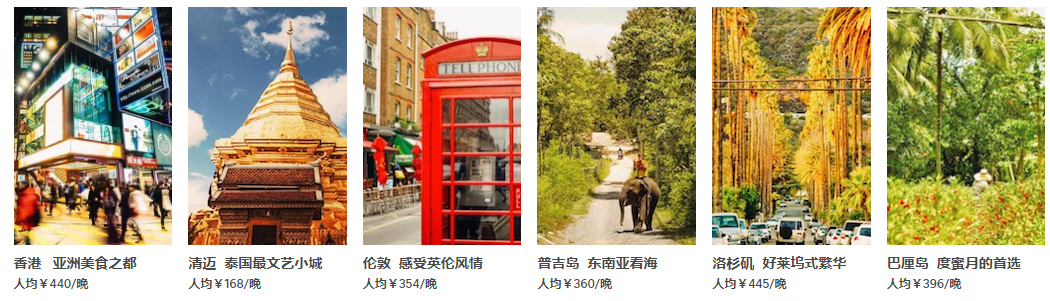 TELEPHONE
香港 亚洲美食之都
人均￥440/晚
清迈 泰国最文艺小城
人均￥168/晚
伦敦 感受英伦风情
人均￥354/晚
普吉岛 东南亚看海
人均￥360/晚
洛杉矶 好莱坞式繁华
人均￥445/晚
巴厘岛 度蜜月的首选
人均￥396/晚